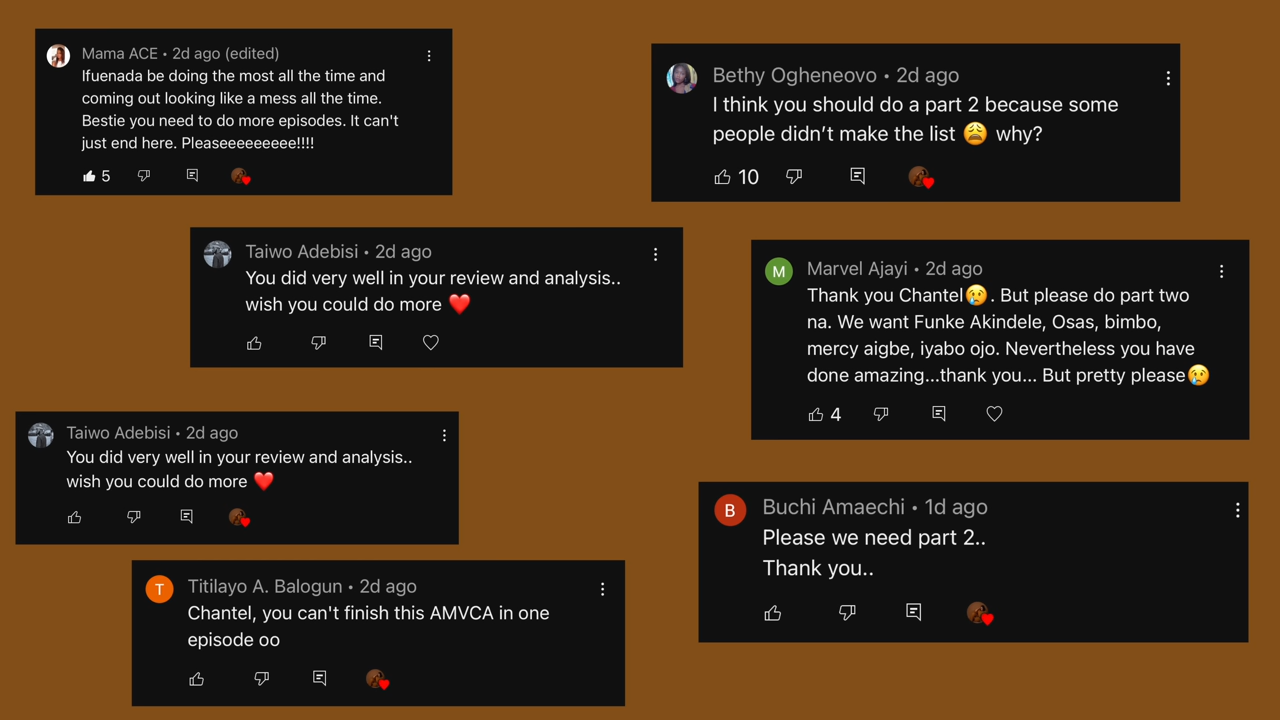 Mama ACE • 2d ago (edited)
Ifuenada be doing the most all the time and
coming out looking like a mess all the time.
Bestie you need to do more episodes. It can't
just end here. Pleaseeeeeeeee!!!!
5
Bethy Ogheneovo • 2d ago
I think you should do a part 2 because some
people didn’t make the list 😩 why?
10
Taiwo Adebisi • 2d ago
You did very well in your review and analysis..
wish you could do more ❤️
M
Marvel Ajayi • 2d ago
Thank you Chantel😢. But please do part two
na. We want Funke Akindele, Osas, bimbo,
mercy aigbe, iyabo ojo. Nevertheless you have
done amazing...thank you... But pretty please😢
4
Taiwo Adebisi • 2d ago
You did very well in your review and analysis..
wish you could do more ❤️
B
Buchi Amaechi • 1d ago
Please we need part 2..
Thank you..
T
Titilayo A. Balogun • 2d ago
Chantel, you can't finish this AMVCA in one
episode oo